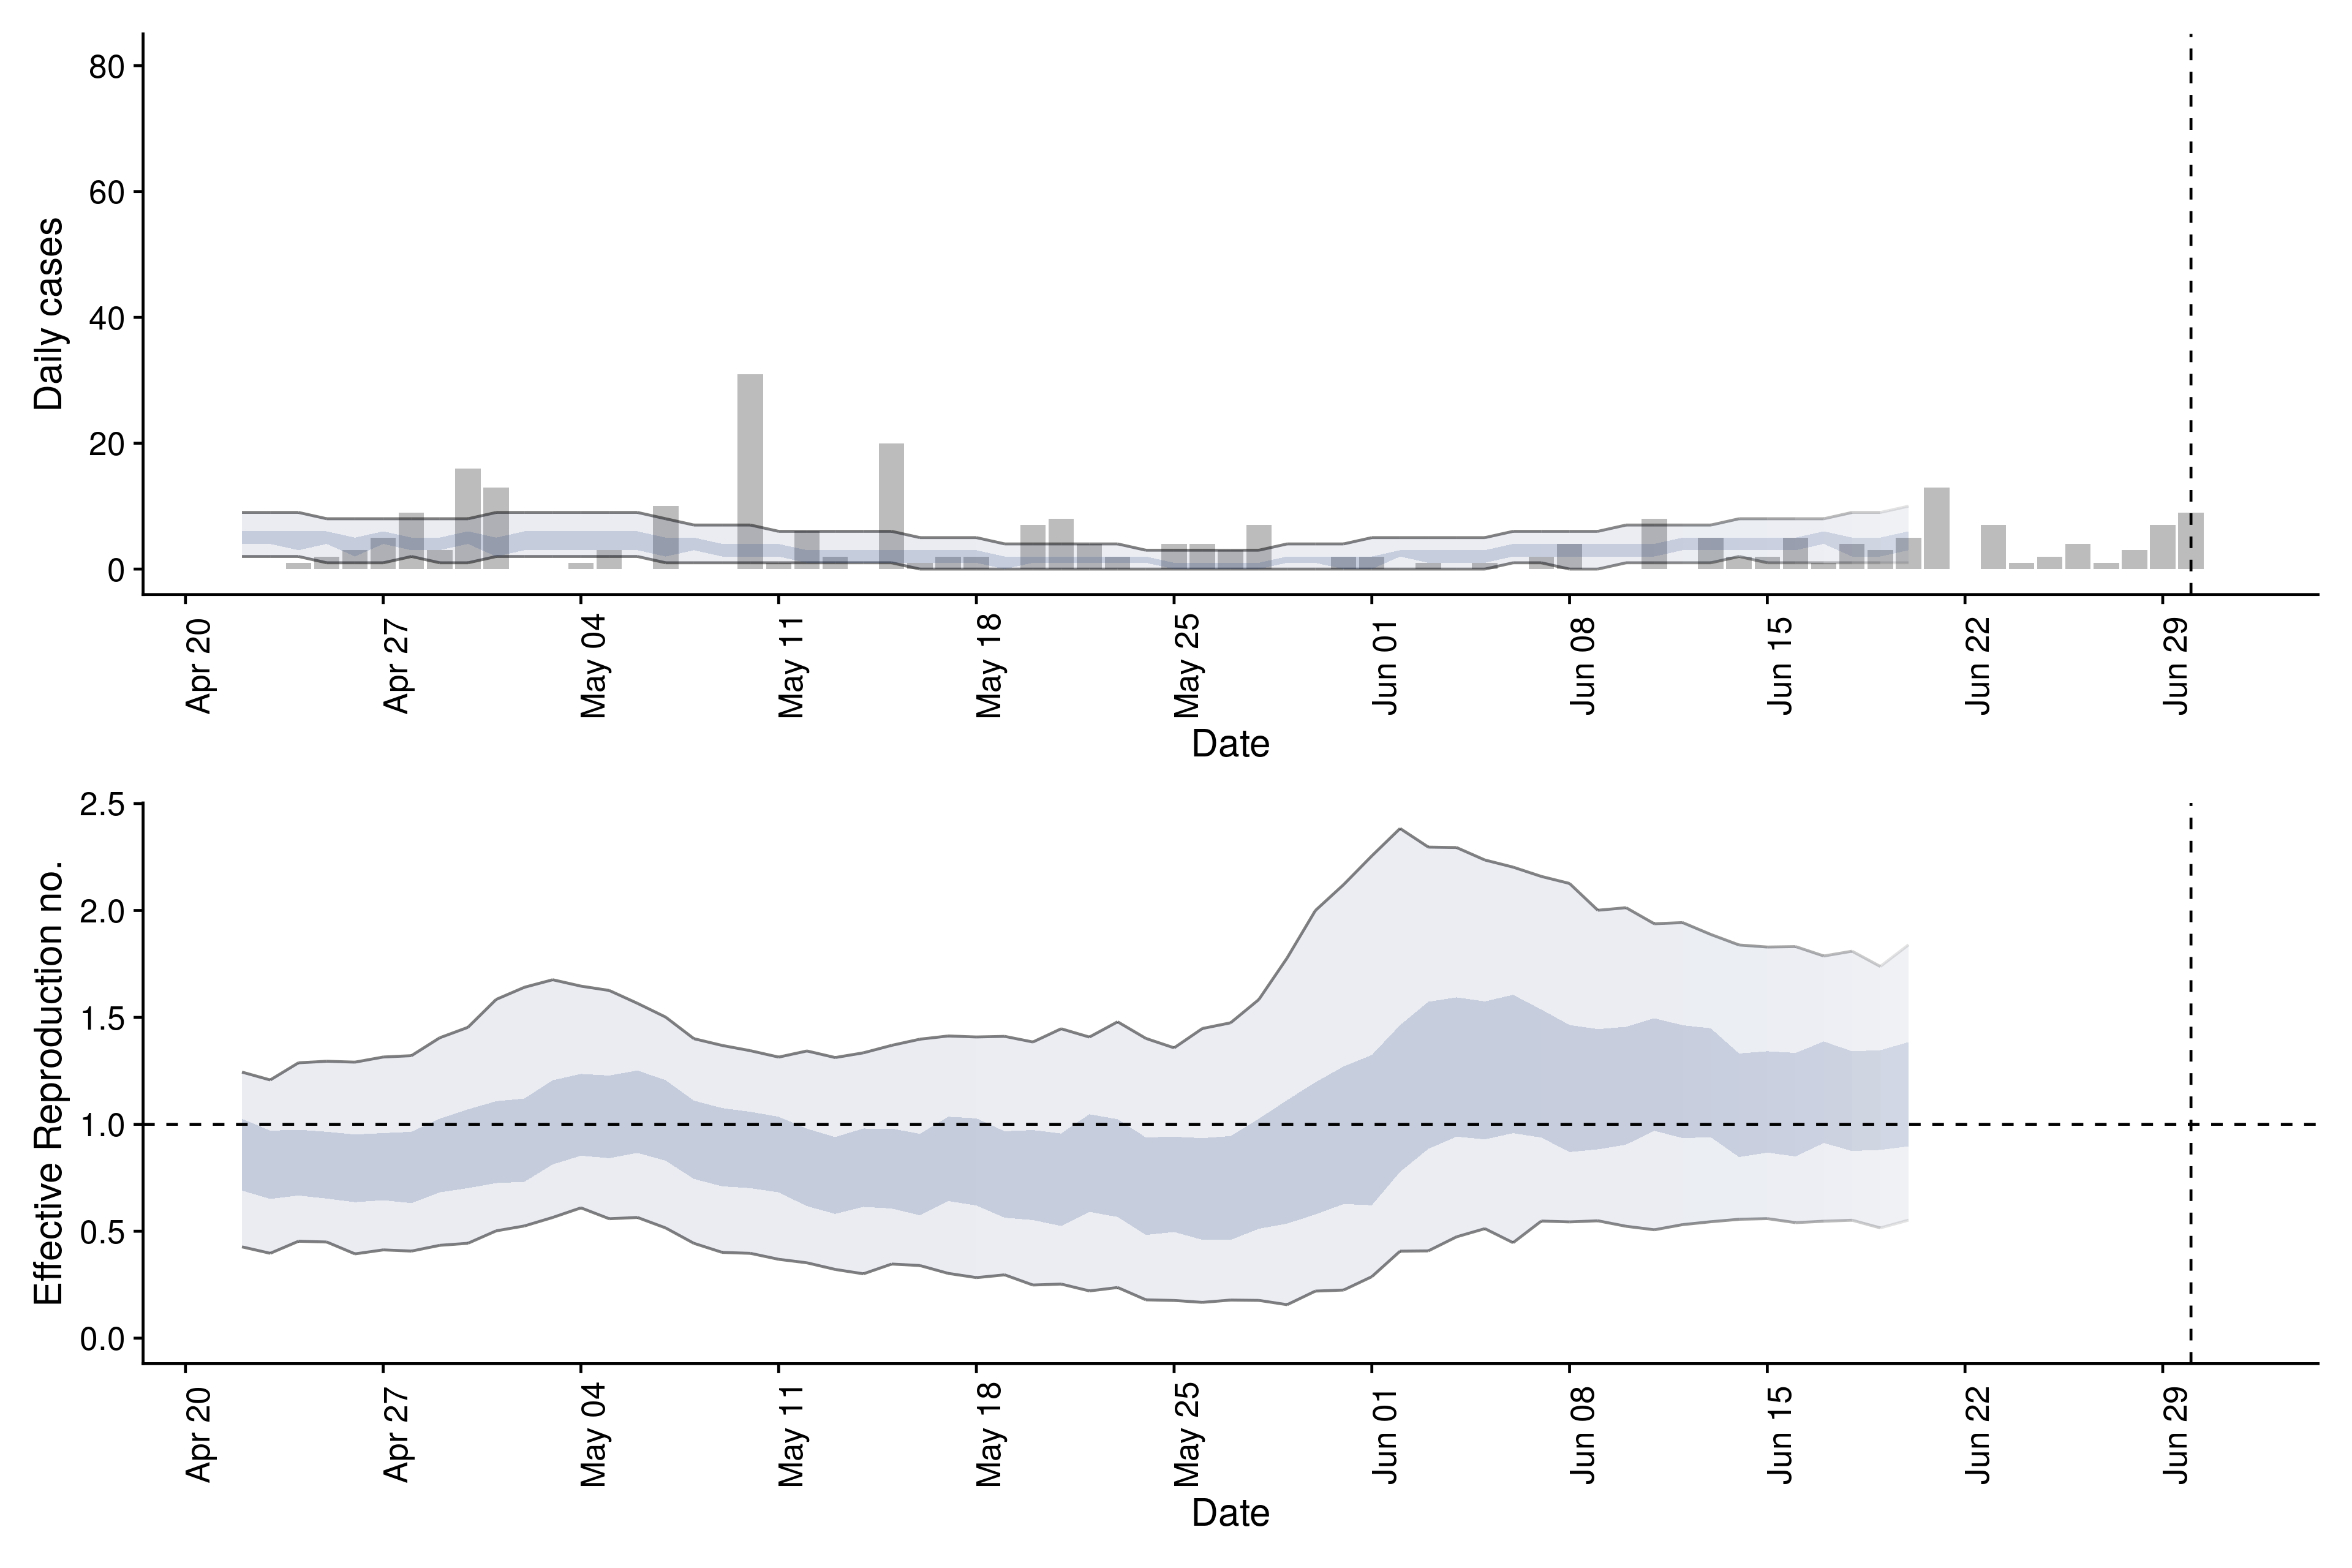 80
60
40
20
0
Daily cases
Apr 20
Apr 27
May 04
May 11
May 18
May 25
Jun 01
Jun 08
Jun 15
Jun 22
Jun 29
Date
2.5
2.0
1.5
1.0
0.5
0.0
Effective Reproduction no.
Apr 20
Apr 27
May 04
May 11
May 18
May 25
Jun 01
Jun 08
Jun 15
Jun 22
Jun 29
Date